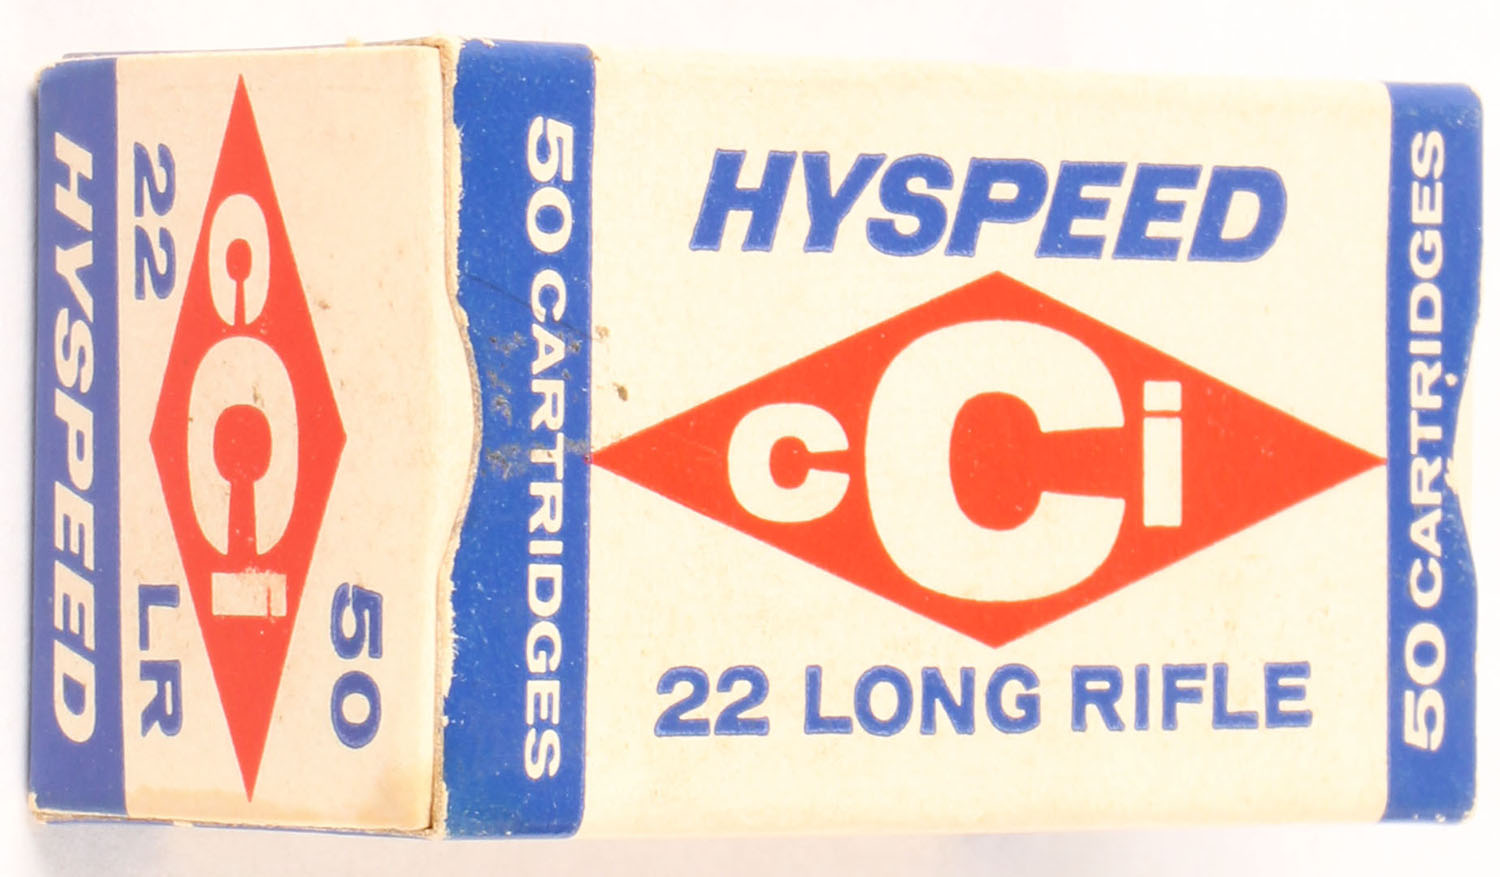 HYSPEED
22 LR
cCi
50
50 CARTRIDGES
HYSPEED
cCi
22 LONG RIFLE
50 CARTRIDGES